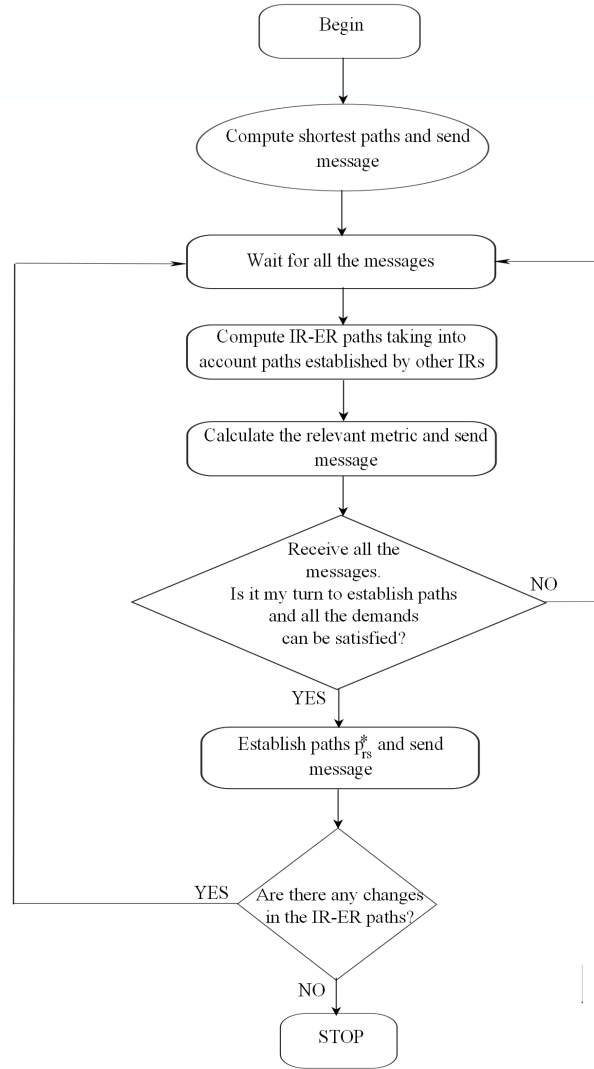 Begin
Compute shortest paths and send
message
Wait for all the messages
Compute IR-ER paths taking into
account paths established by other IRs
Calculate the relevant metric and send
message
Receive all the
messages.
Is it my turn to establish paths
and all the demands
can be satisfied?
NO
YES
Establish paths p*rs and send
message
YES
Are there any changes
in the IR-ER paths?
NO
STOP